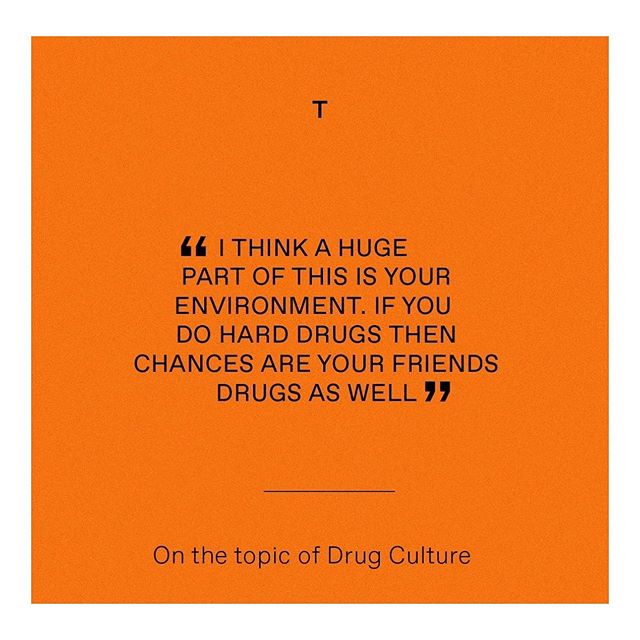 T
“ I THINK A HUGE
PART OF THIS IS YOUR
ENVIRONMENT. IF YOU
DO HARD DRUGS THEN
CHANCES ARE YOUR FRIENDS
DRUGS AS WELL ”
On the topic of Drug Culture